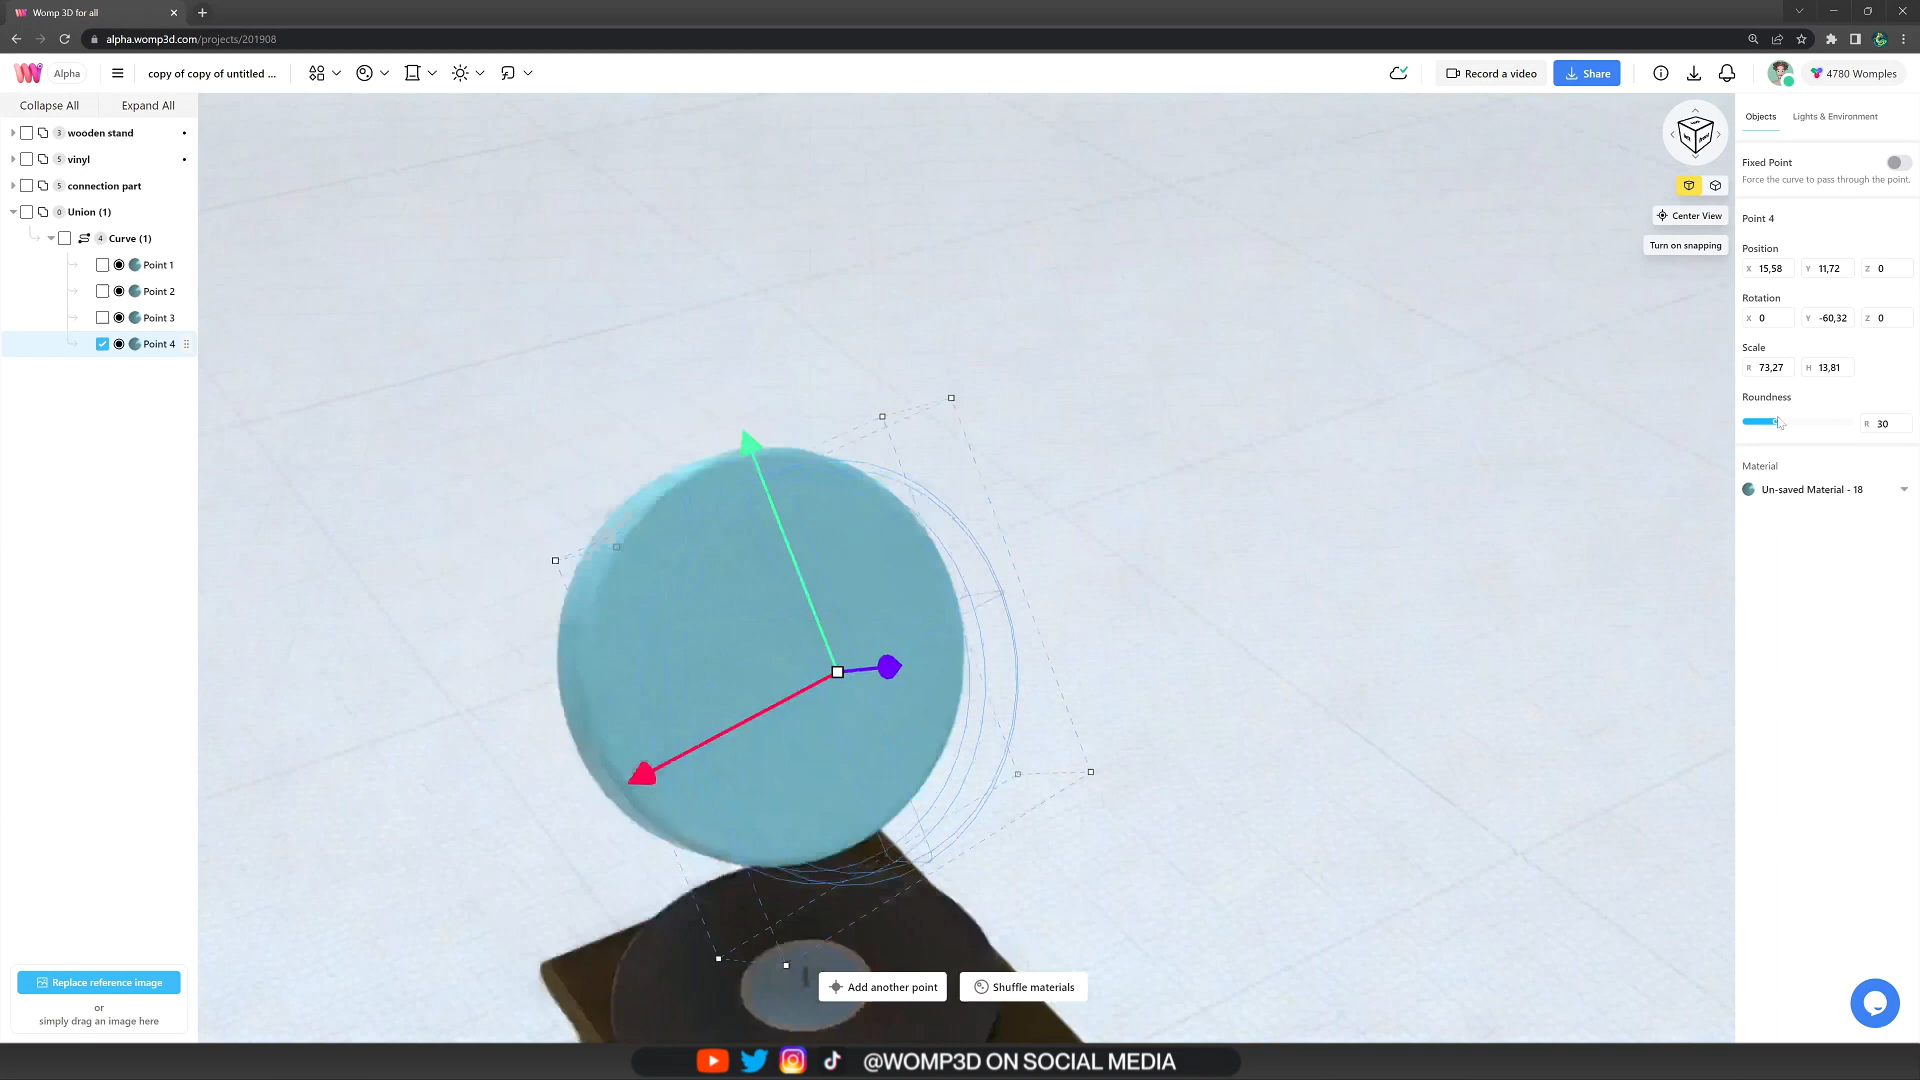 Womp 3D for all
alpha.womp3d.com/projects/201908
Alpha
copy of copy of untitled ...
Record a video
Share
4780 Womples
Collapse All
Expand All
3 wooden stand
5 vinyl
5 connection part
0 Union (1)
4 Curve (1)
Point 1
Point 2
Point 3
Point 4
Center View
Turn on snapping
Objects
Lights & Environment
Fixed Point
Force the curve to pass through the point.
Point 4
Position
X 15,58 Y 11,72 Z 0
Rotation
X 0 Y -60,32 Z 0
Scale
R 73,27 H 13,81
Roundness
R 30
Material
Un-saved Material - 18
Replace reference image
or
simply drag an image here
Add another point
Shuffle materials
@WOMP3D ON SOCIAL MEDIA